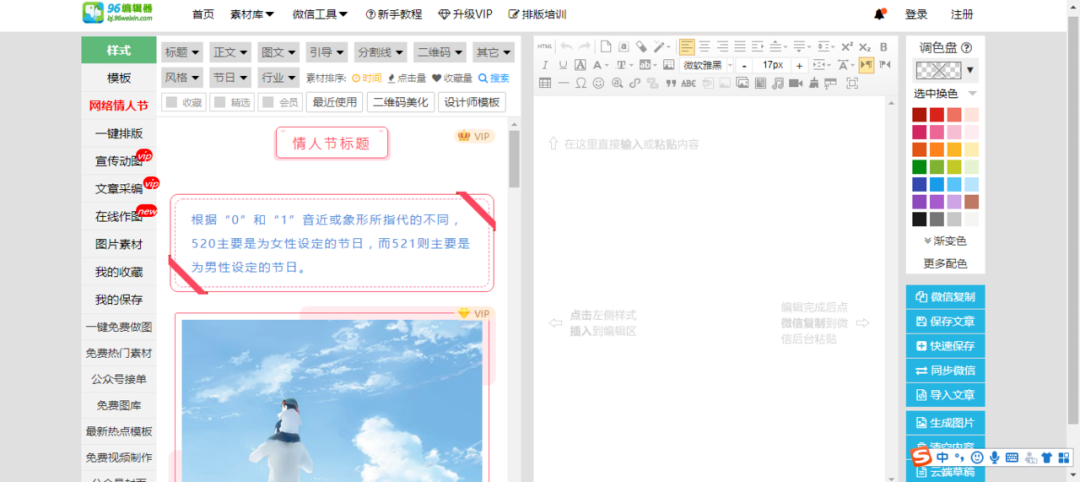 96编辑器
bj.96weixin.com
首页 素材库 微信工具 新手教程 升级VIP 排版培训 登录 注册
样式
模板
网络情人节
一键排版
宣传动图 vip
文章采编 vip
在线作图 new
图片素材
我的收藏
我的保存
一键免费做图
免费热门素材
公众号接单
免费图库
最新热点模板
免费视频制作
标题 正文 图文 引导 分割线 二维码 其它
风格 节日 行业 素材排序: 时间 点击量 收藏量 搜索
收藏 精选 会员 最近使用 二维码美化 设计师模板
情人节标题
VIP
根据“0”和“1”音近或象形所指代的不同，
520主要是为女性设定的节日，而521则主要是
为男性设定的节日。
VIP
HTML
微软雅黑 17px
ABC
在这里直接输入或粘贴内容
点击左侧样式
插入到编辑区
编辑完成后点
微信复制到微
信后台粘贴
调色盘
选中换色
渐变色
更多配色
微信复制
保存文章
快速保存
同步微信
导入文章
生成图片
清空内容
云端草稿
中